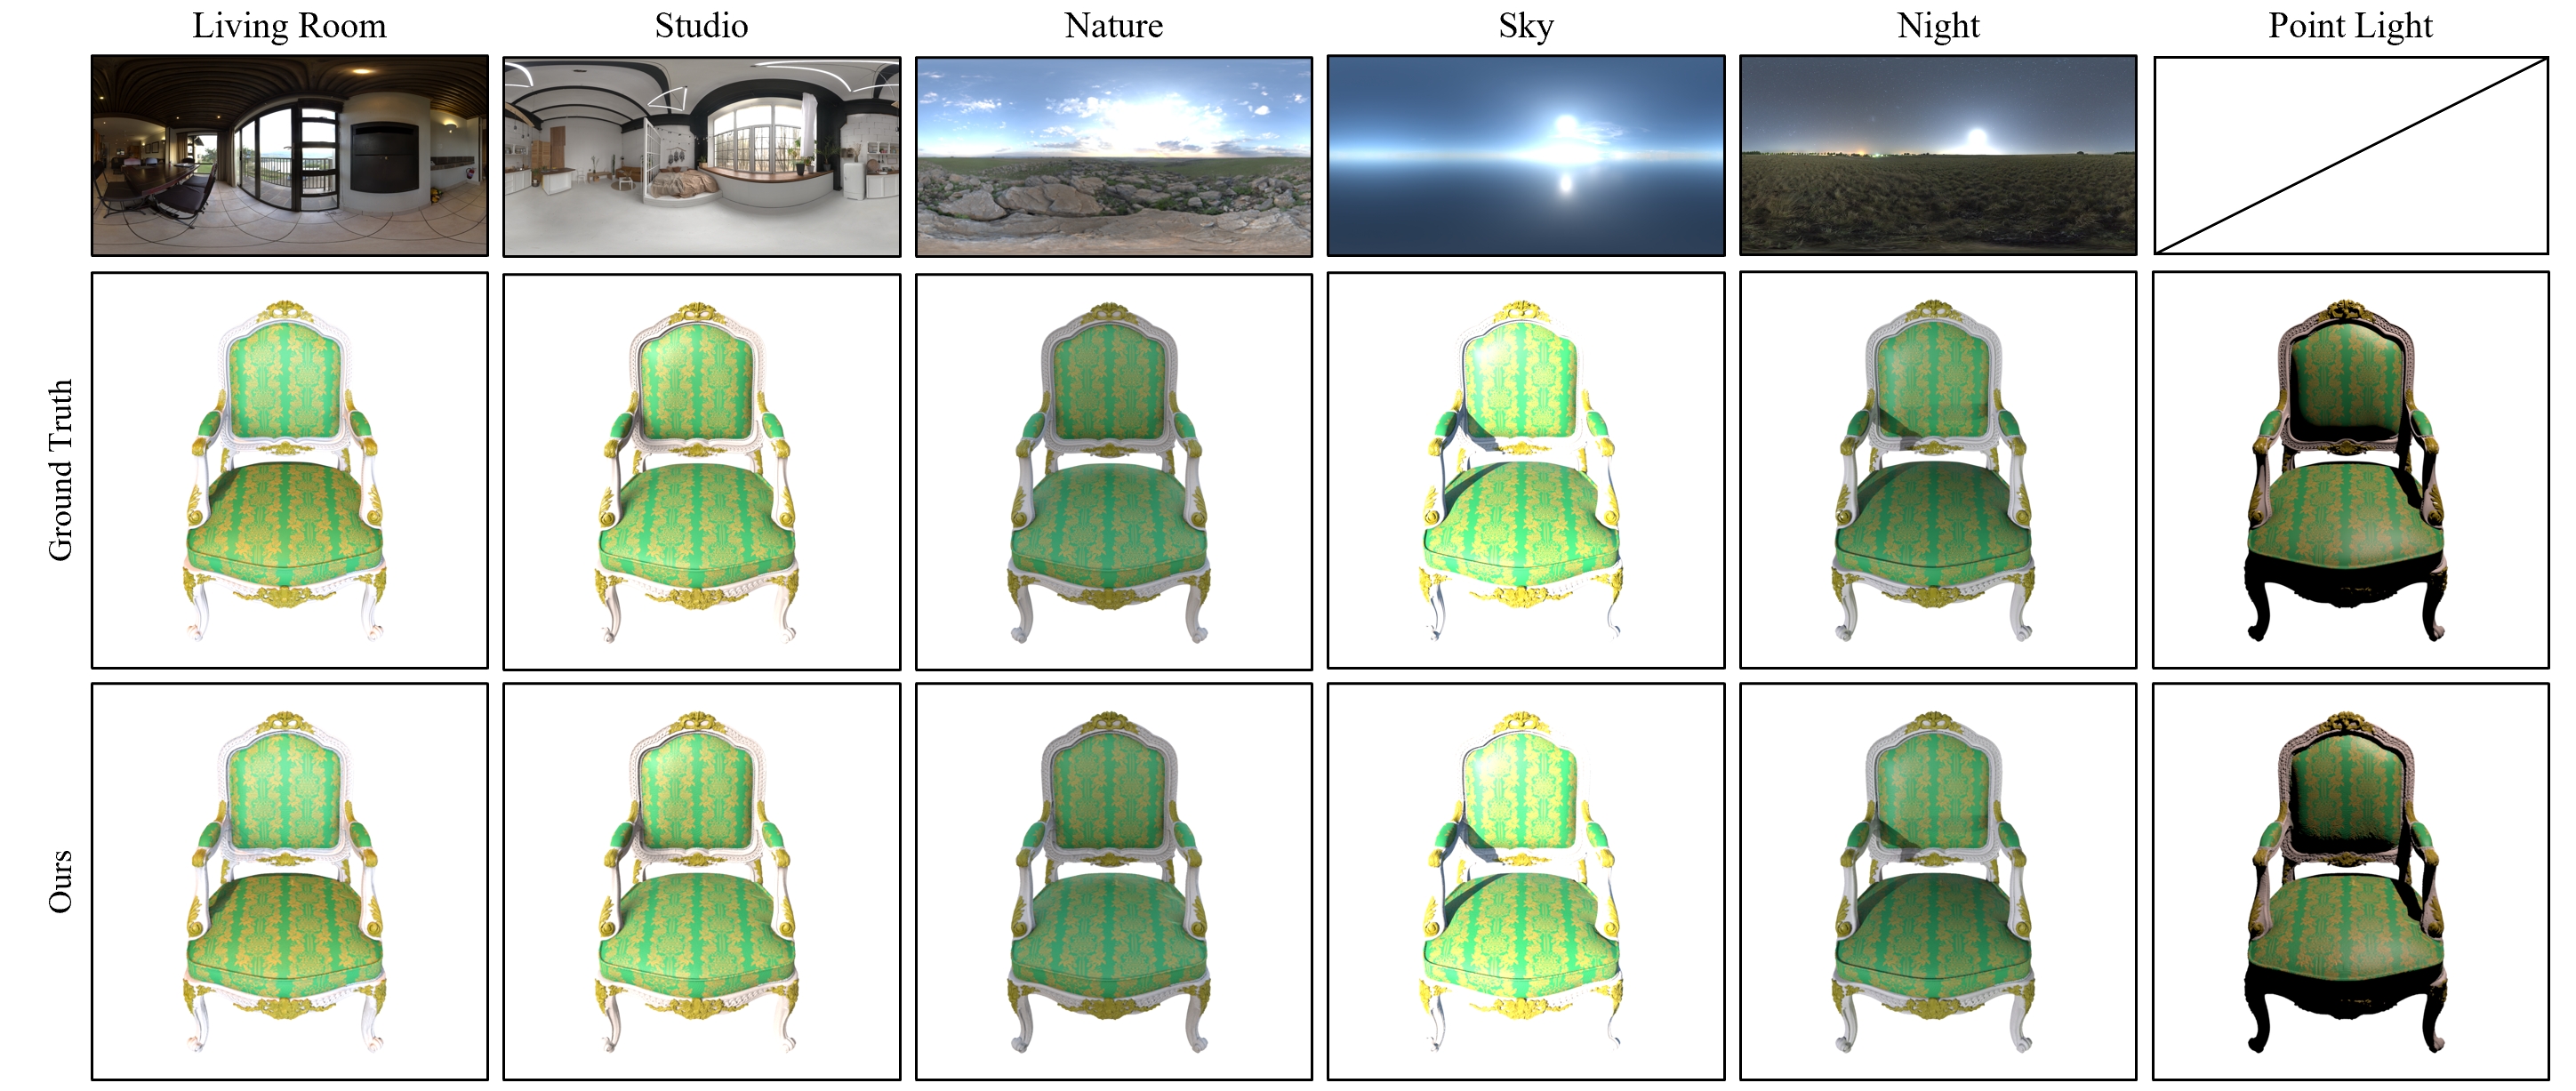 Living Room
Studio
Nature
Sky
Night
Point Light
Ground Truth
Ours